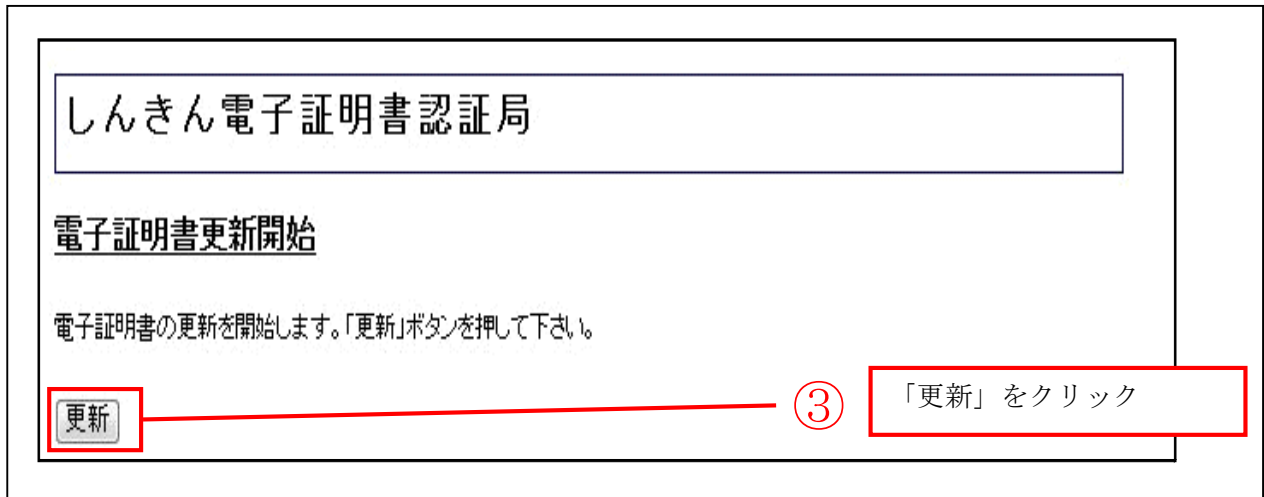 しんきん電子証明書認証局
電子証明書更新開始
電子証明書の更新を開始します。「更新」ボタンを押して下さい。
更新
③
「更新」をクリック